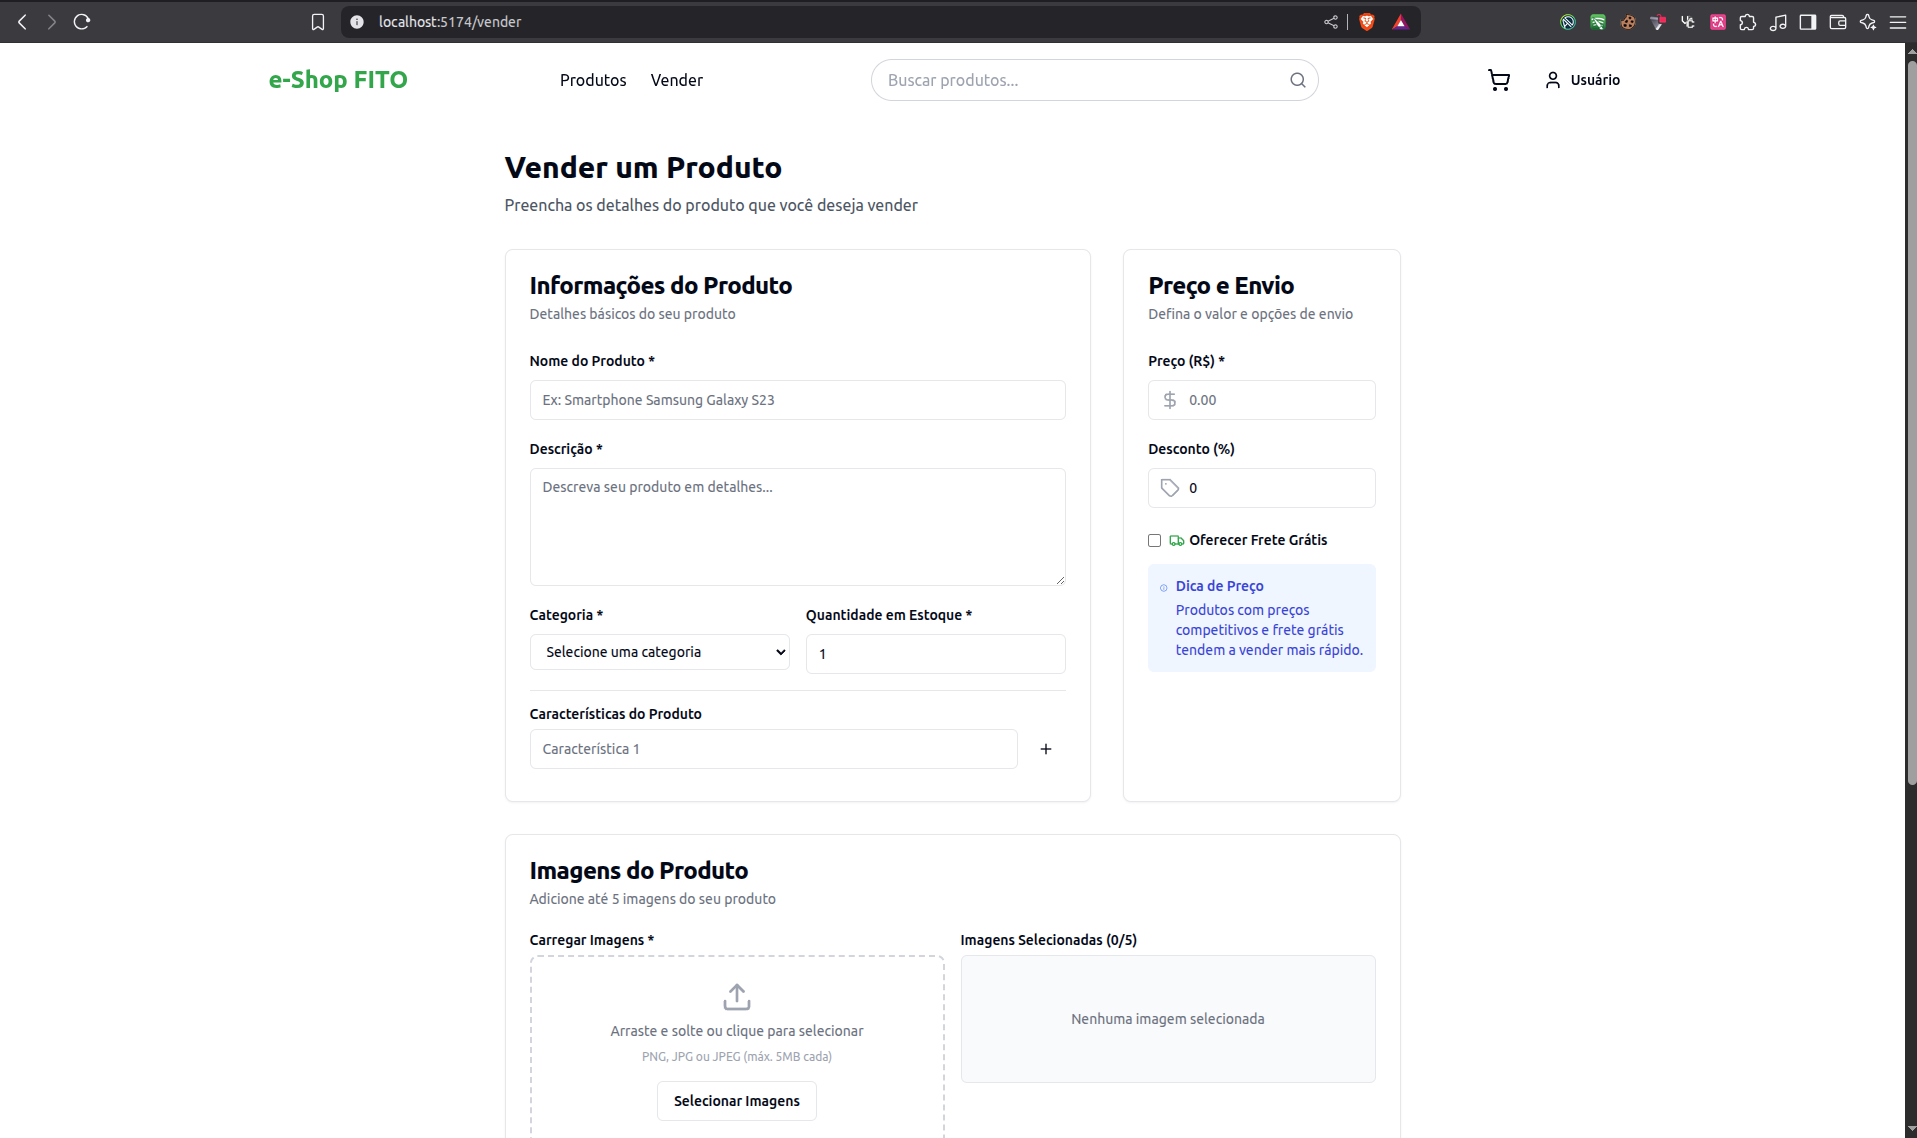 localhost:5174/vender
e-Shop FITO
Produtos
Vender
Buscar produtos...
Usuário
Vender um Produto
Preencha os detalhes do produto que você deseja vender
Informações do Produto
Detalhes básicos do seu produto
Nome do Produto *
Ex: Smartphone Samsung Galaxy S23
Descrição *
Descreva seu produto em detalhes...
Categoria *
Selecione uma categoria
Quantidade em Estoque *
1
Características do Produto
Característica 1
Preço e Envio
Defina o valor e opções de envio
Preço (R$) *
0.00
Desconto (%)
0
Oferecer Frete Grátis
Dica de Preço
Produtos com preços
competitivos e frete grátis
tendem a vender mais rápido.
Imagens do Produto
Adicione até 5 imagens do seu produto
Carregar Imagens *
Arraste e solte ou clique para selecionar
PNG, JPG ou JPEG (máx. 5MB cada)
Selecionar Imagens
Imagens Selecionadas (0/5)
Nenhuma imagem selecionada